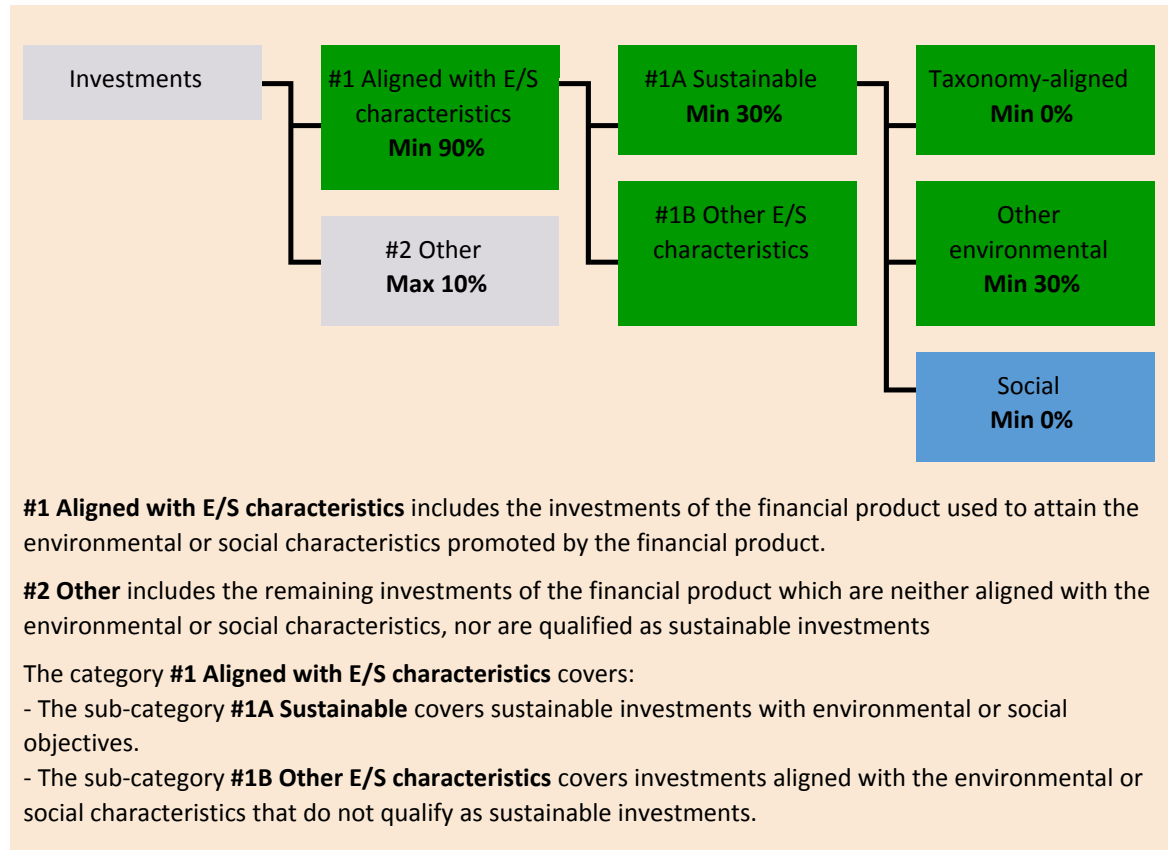 Investments
#1 Aligned with E/S
characteristics
Min 90%
#2 Other
Max 10%
#1A Sustainable
Min 30%
#1B Other E/S
characteristics
Taxonomy-aligned
Min 0%
Other
environmental
Min 30%
Social
Min 0%
#1 Aligned with E/S characteristics includes the investments of the financial product used to attain the
environmental or social characteristics promoted by the financial product.
#2 Other includes the remaining investments of the financial product which are neither aligned with the
environmental or social characteristics, nor are qualified as sustainable investments
The category #1 Aligned with E/S characteristics covers:
- The sub-category #1A Sustainable covers sustainable investments with environmental or social
objectives.
- The sub-category #1B Other E/S characteristics covers investments aligned with the environmental or
social characteristics that do not qualify as sustainable investments.